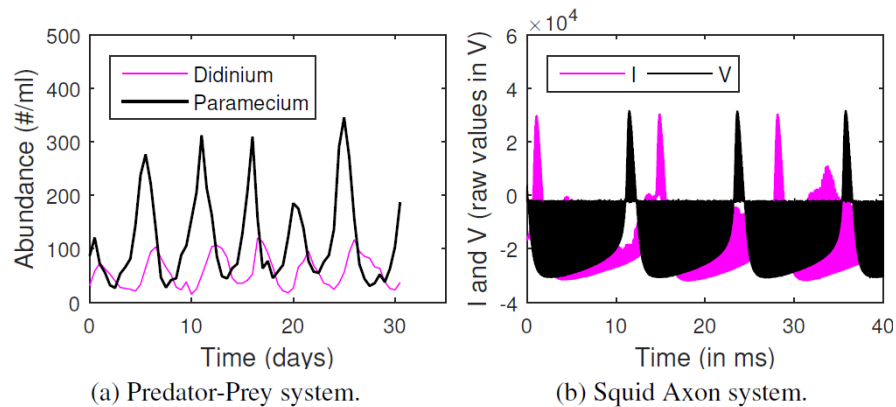 500
400
300
200
100
0
Abundance (#/ml)
Didinium
Paramecium
0 10 20 30
Time (days)
(a) Predator-Prey system.
×10⁴
6
4
2
0
-2
-4
I and V (raw values in V)
I V
0 10 20 30 40
Time (in ms)
(b) Squid Axon system.